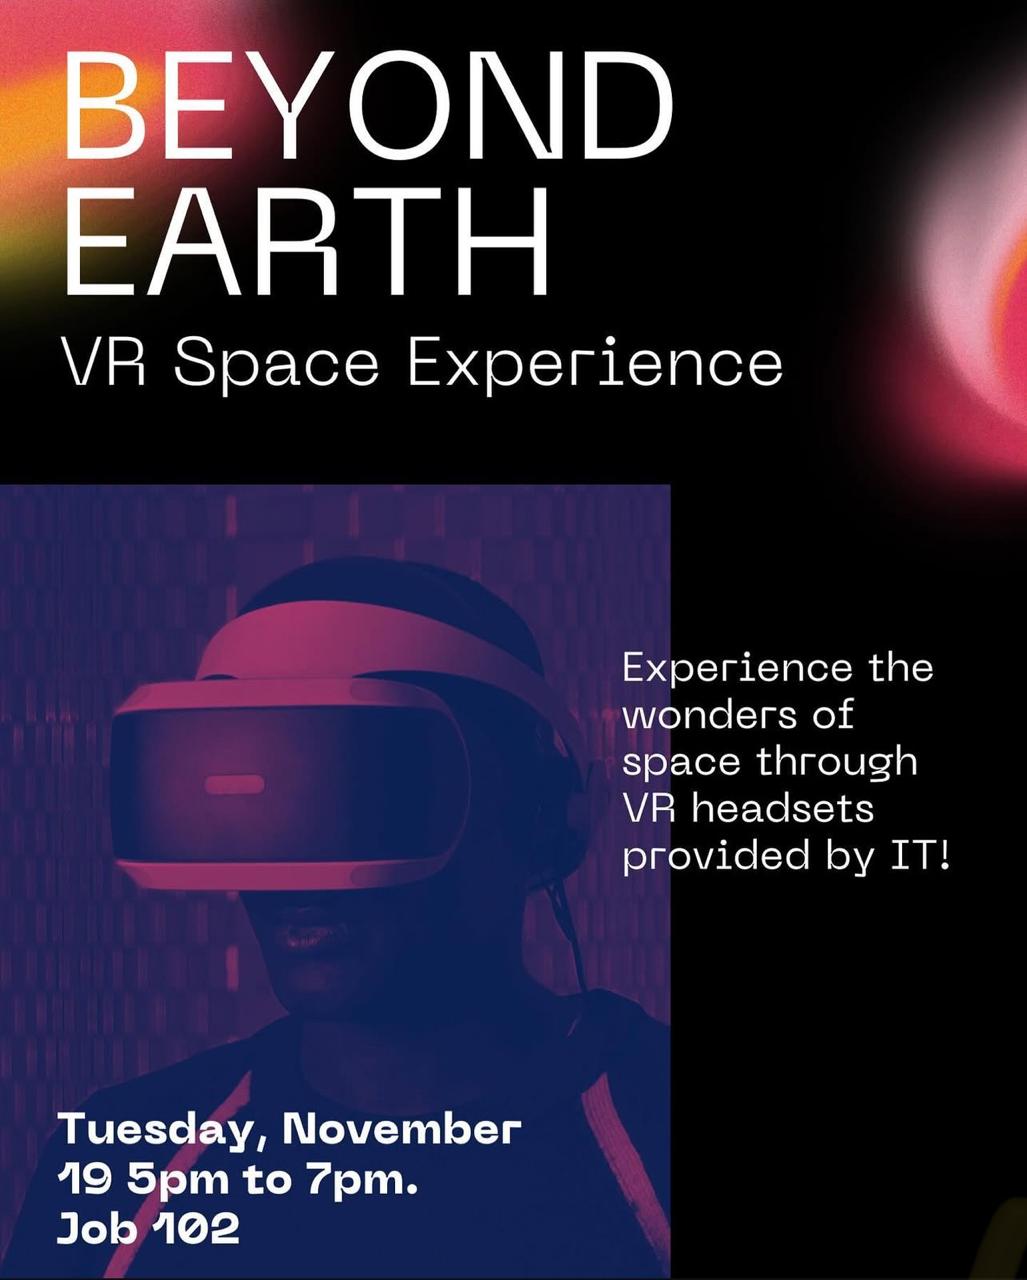 BEYOND
EARTH
VR Space Experience
Experience the
wonders of
space through
VR headsets
provided by IT!
Tuesday, November
19 5pm to 7pm.
Job 102